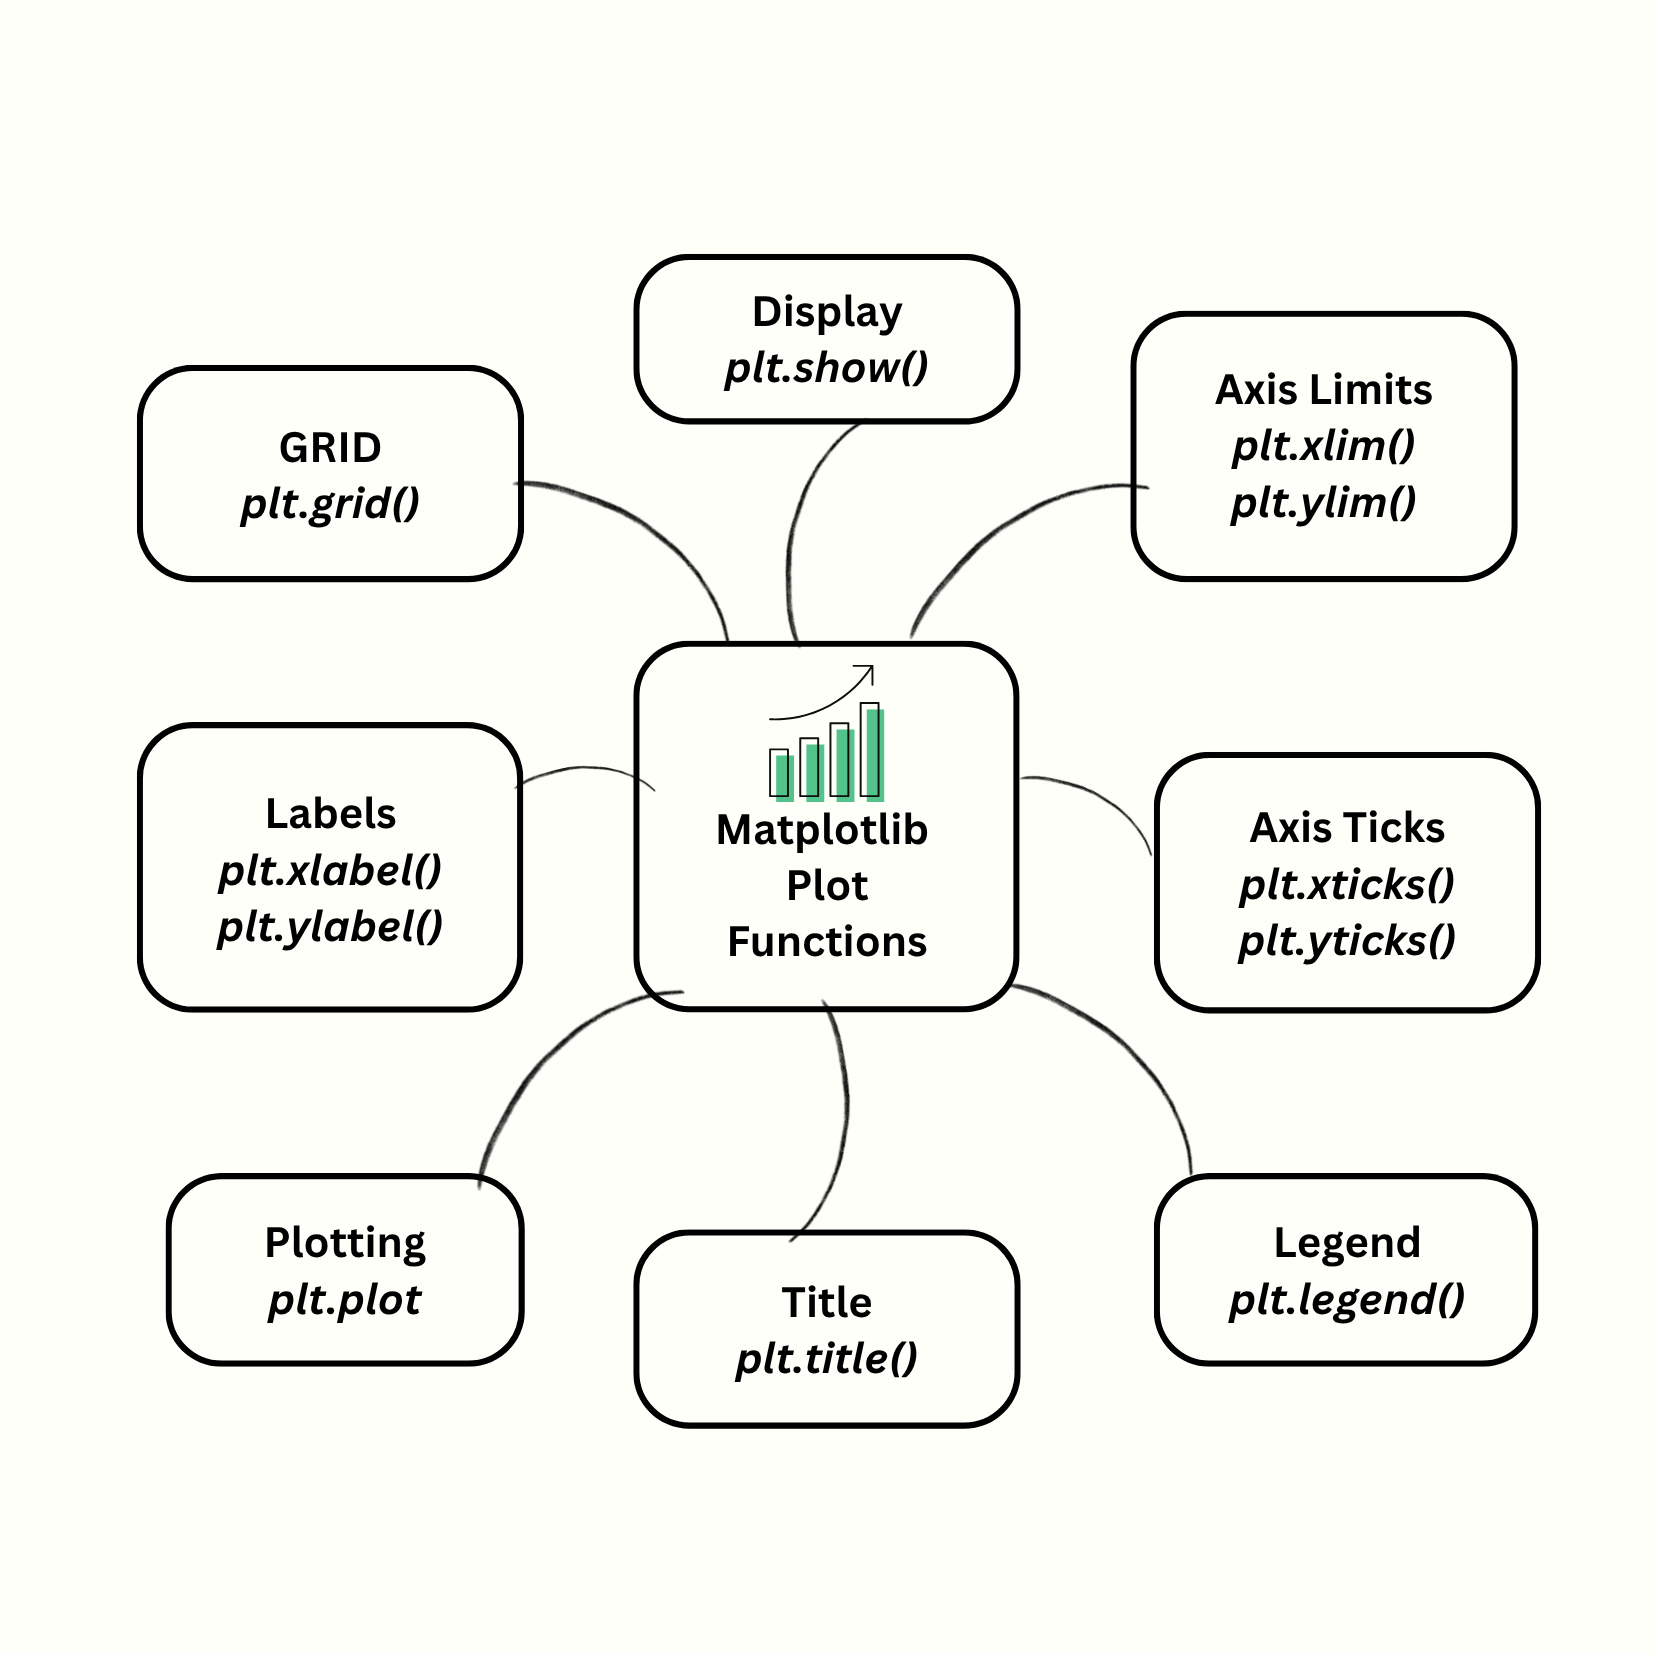 Display
plt.show()
Axis Limits
plt.xlim()
plt.ylim()
GRID
plt.grid()
Labels
plt.xlabel()
plt.ylabel()
Matplotlib
Plot
Functions
Axis Ticks
plt.xticks()
plt.yticks()
Plotting
plt.plot
Title
plt.title()
Legend
plt.legend()